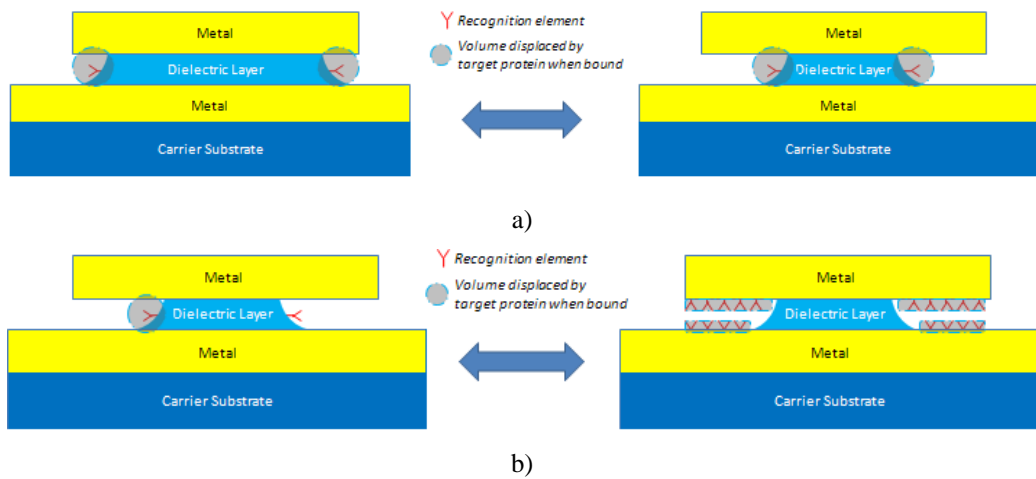 Metal
Dielectric Layer
Metal
Carrier Substrate
Recognition element
Volume displaced by
target protein when bound
Metal
Dielectric Layer
Metal
Carrier Substrate
a)
Metal
Dielectric Layer
Metal
Carrier Substrate
Recognition element
Volume displaced by
target protein when bound
Metal
Dielectric Layer
Metal
Carrier Substrate
b)